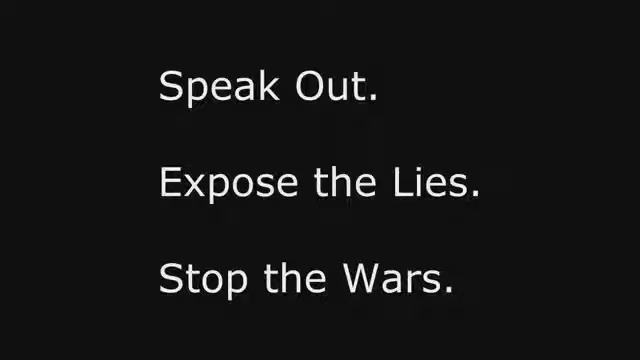 Speak Out.
Expose the Lies.
Stop the Wars.